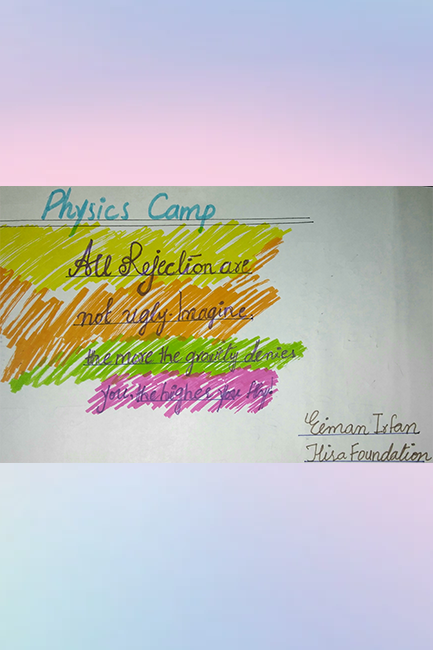 Physics Camp
All Rejection are
not ugly. Imagine,
the more the gravity denies
you, the higher you fly!
Eiman Irfan
Hisa Foundation